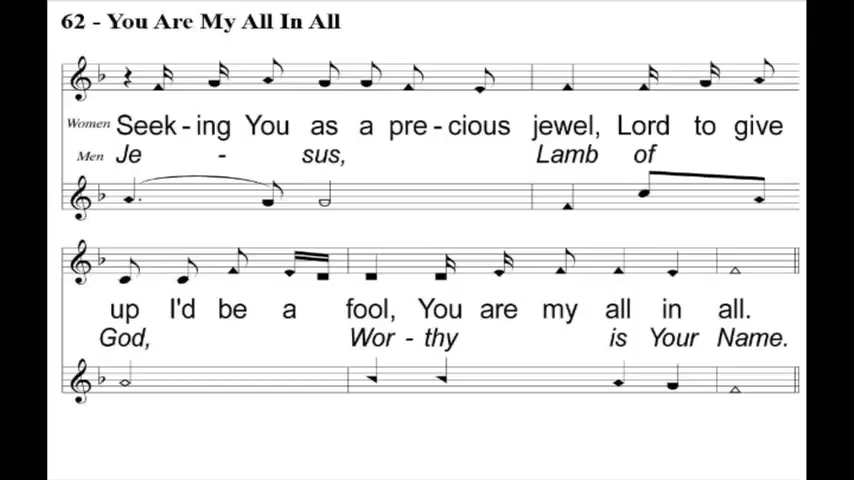 62 - You Are My All In All
Women Seek - ing You as a pre - cious jewel, Lord to give
Men Je - sus, Lamb of
up I'd be a fool, You are my all in all.
God, Wor - thy is Your Name.